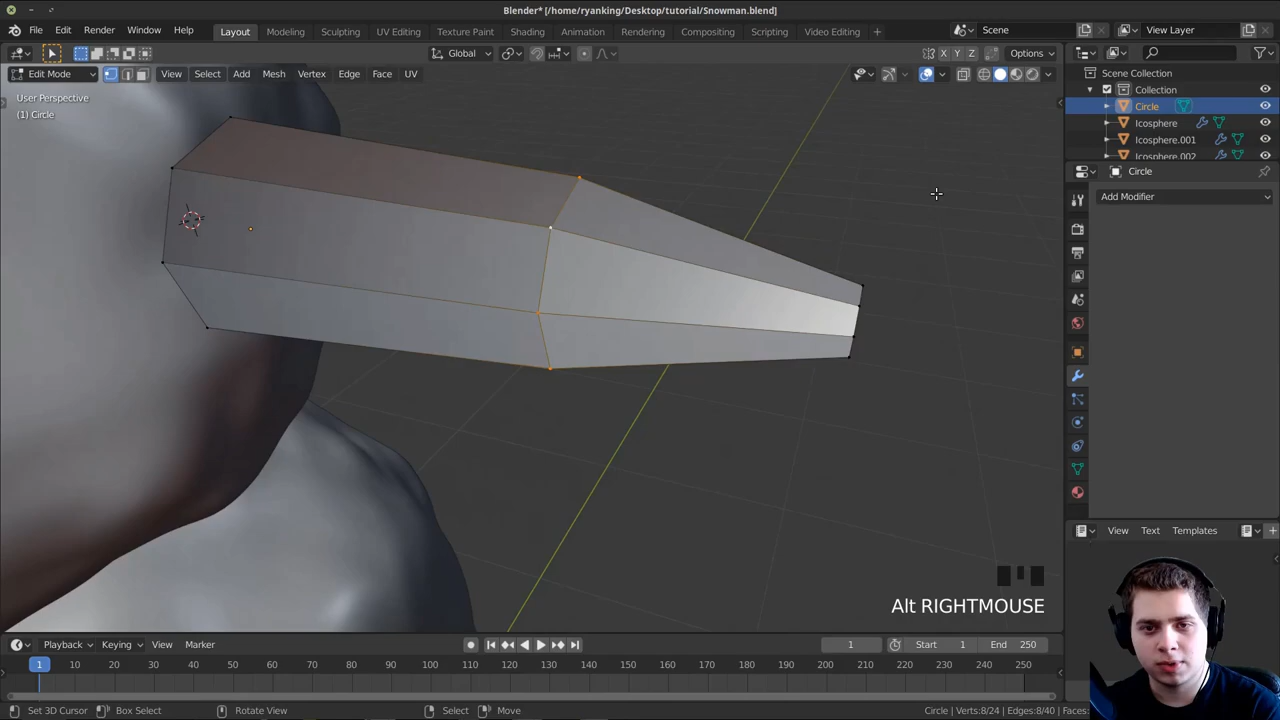 Blender* [/home/ryanking/Desktop/tutorial/Snowman.blend]
File Edit Render Window Help Layout Modeling Sculpting UV Editing Texture Paint Shading Animation Rendering Compositing Scripting Video Editing + Scene View Layer
Global X Y Z Options
Edit Mode View Select Add Mesh Vertex Edge Face UV
User Perspective
(1) Circle
Scene Collection
Collection
Circle
Icosphere
Icosphere.001
Icosphere.002
Circle
Add Modifier
View Text Templates
Alt RIGHTMOUSE
Playback Keying View Marker 1 Start 1 End 250
1 10 20 30 40 50 60 70 80 90 100 110 120 130 140 150 160 170 180 190 200 210 220 230 240 250
Set 3D Cursor Box Select Rotate View Select Move Circle | Verts:8/24 | Edges:8/40 | Faces: